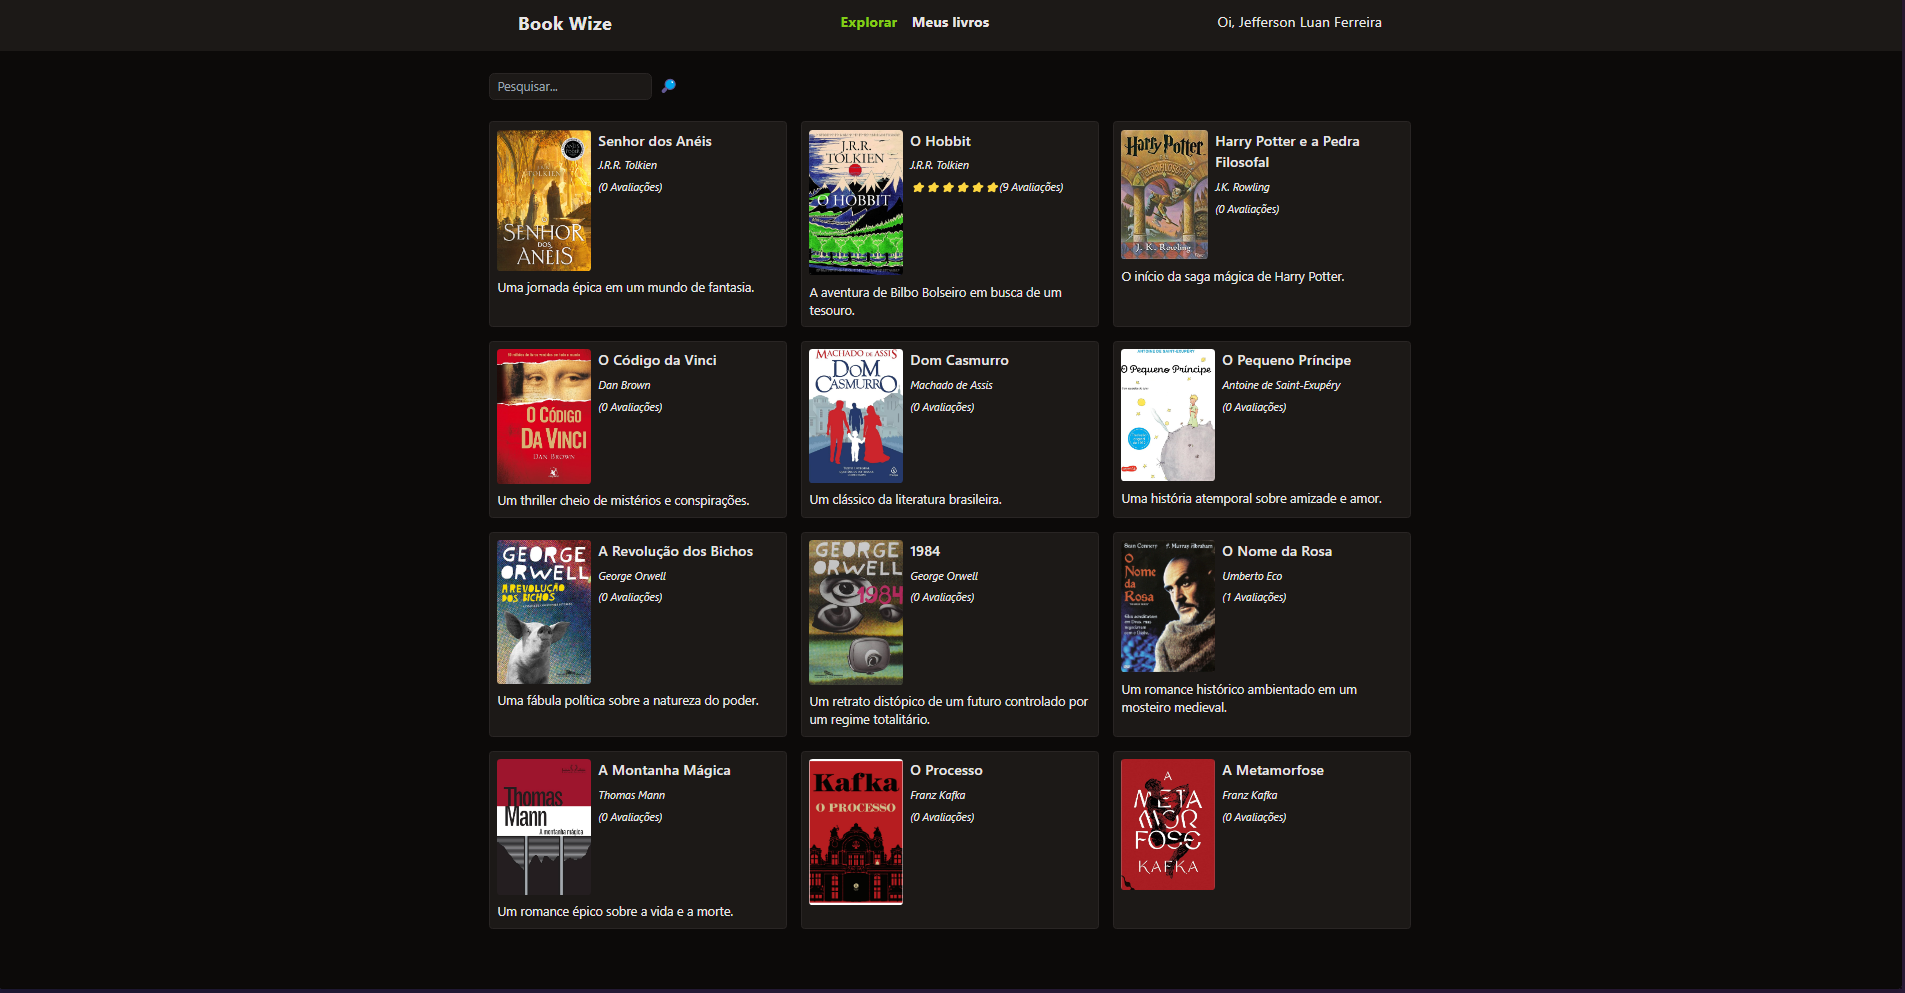 Book Wize
Explorar Meus livros
Oi, Jefferson Luan Ferreira
Pesquisar...
Senhor dos Anéis
J.R.R. Tolkien
(0 Avaliações)
TOLKIEN
SENHOR
DOS
ANÉIS
Uma jornada épica em um mundo de fantasia.
O Hobbit
J.R.R. Tolkien
(9 Avaliações)
J.R.R.
TOLKIEN
O HOBBIT
A aventura de Bilbo Bolseiro em busca de um
tesouro.
Harry Potter e a Pedra
Filosofal
J.K. Rowling
(0 Avaliações)
Harry Potter
J. K. Rowling
O início da saga mágica de Harry Potter.
O Código da Vinci
Dan Brown
(0 Avaliações)
O CÓDIGO
DA VINCI
DAN BROWN
Um thriller cheio de mistérios e conspirações.
Dom Casmurro
Machado de Assis
(0 Avaliações)
MACHADO DE ASSIS
DOM
CASMURRO
Um clássico da literatura brasileira.
O Pequeno Príncipe
Antoine de Saint-Exupéry
(0 Avaliações)
ANTOINE DE SAINT-EXUPÉRY
O Pequeno Príncipe
Uma história atemporal sobre amizade e amor.
A Revolução dos Bichos
George Orwell
(0 Avaliações)
GEORGE
ORWELL
A REVOLUÇÃO
DOS BICHOS
Uma fábula política sobre a natureza do poder.
1984
George Orwell
(0 Avaliações)
GEORGE
ORWELL
1984
Um retrato distópico de um futuro controlado por
um regime totalitário.
O Nome da Rosa
Umberto Eco
(1 Avaliações)
Sean Connery F. Murray Abraham
O
Nome
da
Rosa
Um romance histórico ambientado em um
mosteiro medieval.
A Montanha Mágica
Thomas Mann
(0 Avaliações)
Thomas
Mann
A montanha mágica
Um romance épico sobre a vida e a morte.
O Processo
Franz Kafka
(0 Avaliações)
Kafka
O PROCESSO
A Metamorfose
Franz Kafka
(0 Avaliações)
A
META
MOR
FOSE
KAFKA